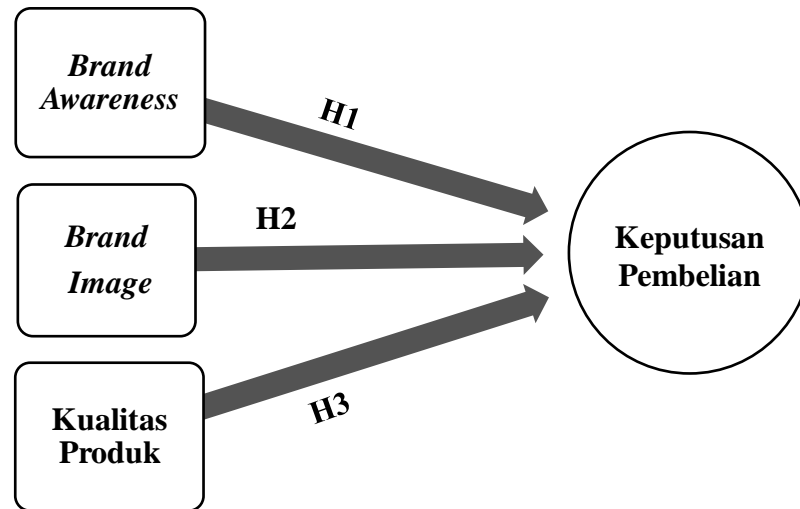 Brand
Awareness
H1
Brand
Image
H2
Keputusan
Pembelian
Kualitas
Produk
H3